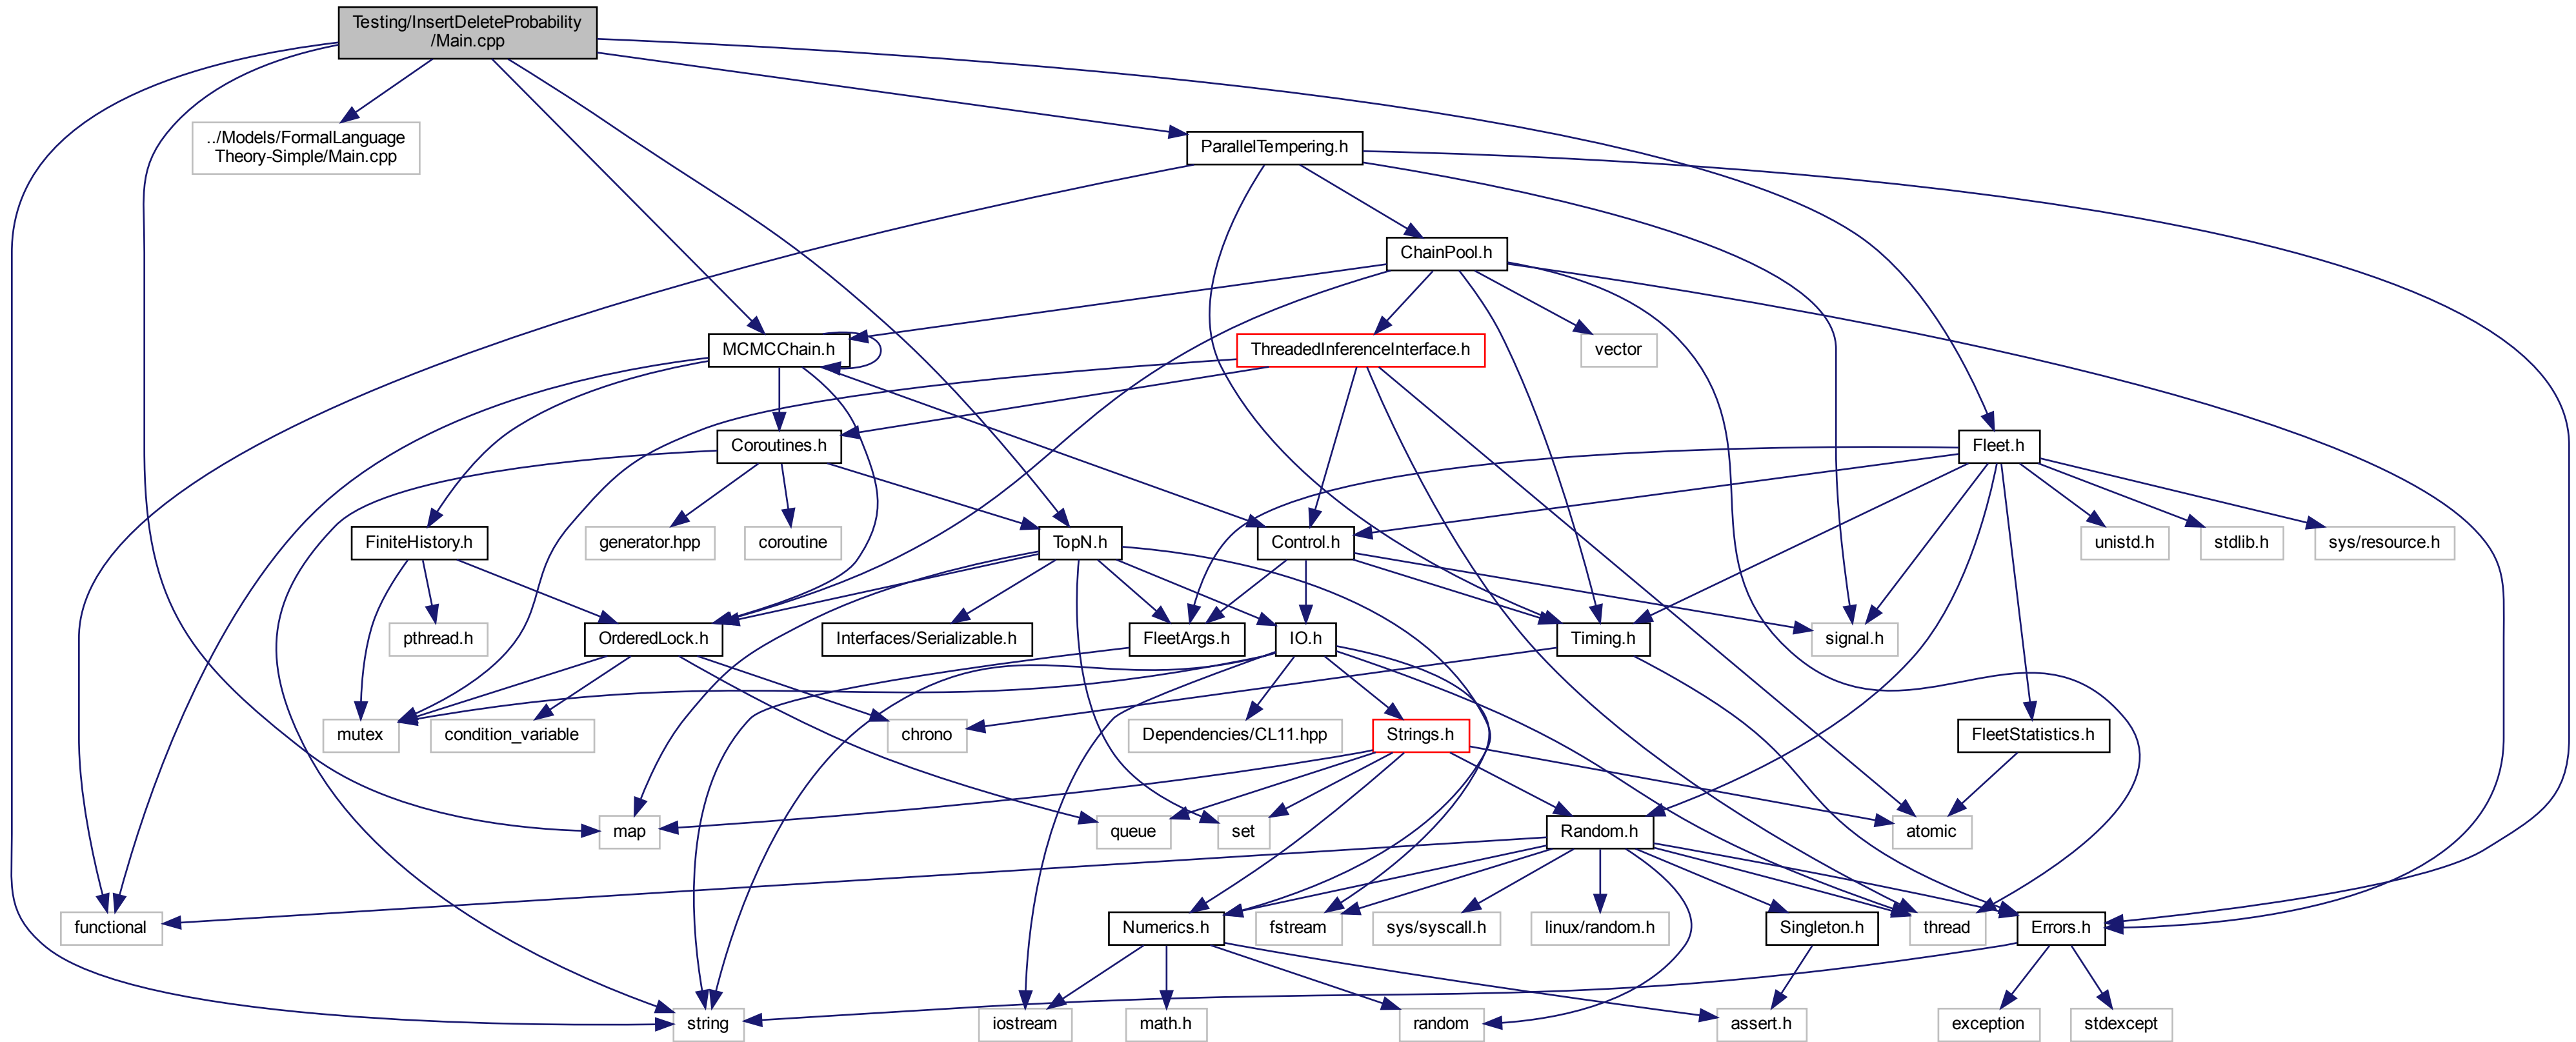 Testing/InsertDeleteProbability
/Main.cpp
../Models/FormalLanguage
Theory-Simple/Main.cpp
ParallelTempering.h
ChainPool.h
MCMCChain.h
ThreadedInferenceInterface.h
vector
Coroutines.h
Fleet.h
FiniteHistory.h
generator.hpp
coroutine
TopN.h
Control.h
unistd.h
stdlib.h
sys/resource.h
pthread.h
OrderedLock.h
Interfaces/Serializable.h
FleetArgs.h
IO.h
Timing.h
signal.h
mutex
condition_variable
chrono
Dependencies/CL11.hpp
Strings.h
FleetStatistics.h
map
queue
set
Random.h
atomic
functional
Numerics.h
fstream
sys/syscall.h
linux/random.h
Singleton.h
thread
Errors.h
string
iostream
math.h
random
assert.h
exception
stdexcept